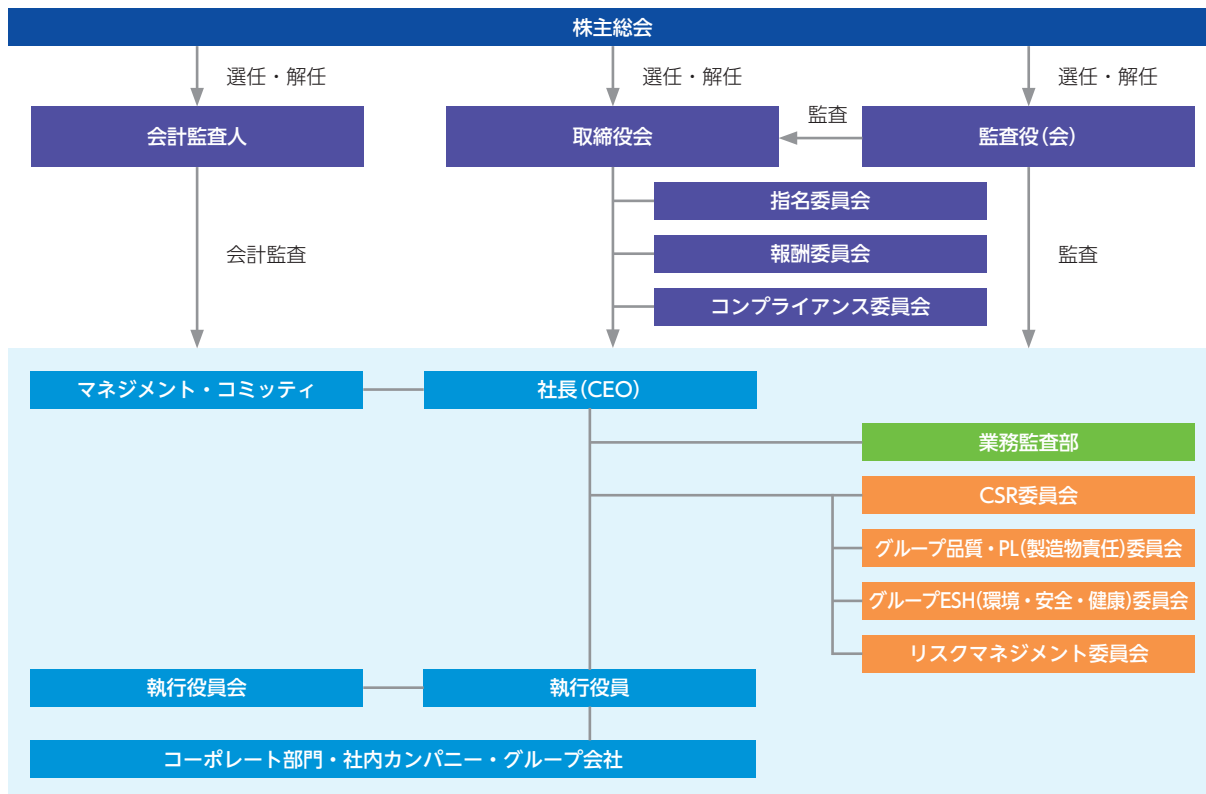 株主総会
選任・解任
選任・解任
選任・解任
会計監査人
取締役会
監査
監査役(会)
指名委員会
報酬委員会
コンプライアンス委員会
会計監査
監査
マネジメント・コミッティ
社長(CEO)
業務監査部
CSR委員会
グループ品質・PL(製造物責任)委員会
グループESH(環境・安全・健康)委員会
リスクマネジメント委員会
執行役員会
執行役員
コーポレート部門・社内カンパニー・グループ会社